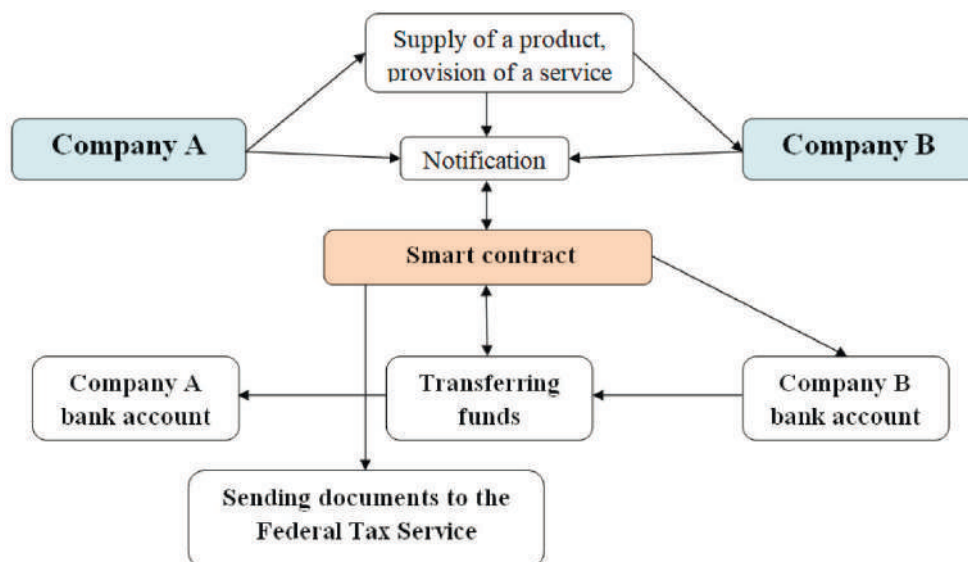 Supply of a product,
provision of a service
Company A
Notification
Company B
Smart contract
Company A
bank account
Transferring
funds
Company B
bank account
Sending documents to the
Federal Tax Service